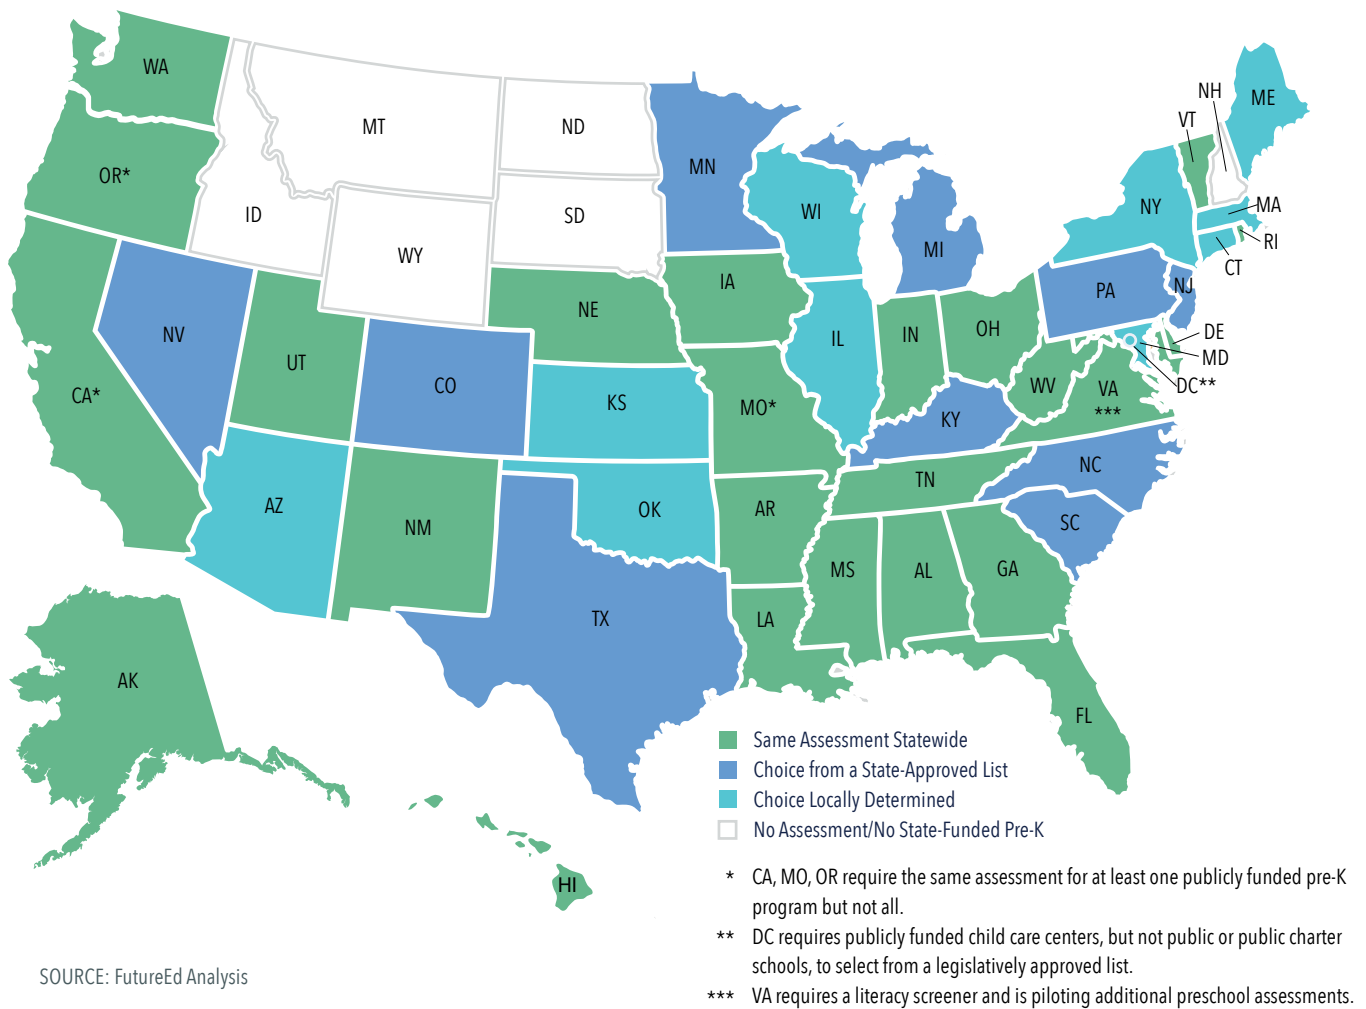 WA
OR*
CA*
ID
MT
WY
ND
SD
NV
UT
CO
AZ
NM
NE
KS
OK
TX
MN
IA
MO*
AR
LA
WI
IL
MI
IN
OH
KY
TN
MS
AL
GA
FL
SC
NC
VA
***
WV
PA
NY
NJ
VT
NH
ME
MA
RI
CT
DE
MD
DC**
AK
HI
Same Assessment Statewide
Choice from a State-Approved List
Choice Locally Determined
No Assessment/No State-Funded Pre-K
* CA, MO, OR require the same assessment for at least one publicly funded pre-K
program but not all.
** DC requires publicly funded child care centers, but not public or public charter
schools, to select from a legislatively approved list.
*** VA requires a literacy screener and is piloting additional preschool assessments.
SOURCE: FutureEd Analysis